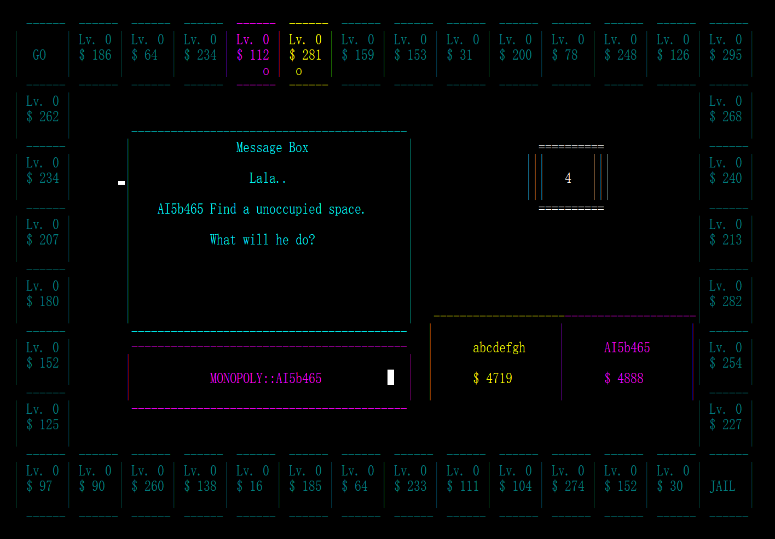 Lv. 0 Lv. 0 Lv. 0 Lv. 0 Lv. 0 Lv. 0 Lv. 0 Lv. 0 Lv. 0 Lv. 0 Lv. 0 Lv. 0 Lv. 0
GO $ 186 $ 64 $ 234 $ 112 $ 281 $ 159 $ 153 $ 31 $ 200 $ 78 $ 248 $ 126 $ 295
o o
Lv. 0 Lv. 0
$ 262 $ 268
Message Box
Lv. 0 Lv. 0
$ 234 Lala.. 4 $ 240
AI5b465 Find a unoccupied space.
Lv. 0 Lv. 0
$ 207 What will he do? $ 213
Lv. 0 Lv. 0
$ 180 $ 282
Lv. 0 abcdefgh AI5b465 Lv. 0
$ 152 $ 254
MONOPOLY::AI5b465 $ 4719 $ 4888
Lv. 0 Lv. 0
$ 125 $ 227
Lv. 0 Lv. 0 Lv. 0 Lv. 0 Lv. 0 Lv. 0 Lv. 0 Lv. 0 Lv. 0 Lv. 0 Lv. 0 Lv. 0 Lv. 0
$ 97 $ 90 $ 260 $ 138 $ 16 $ 185 $ 64 $ 233 $ 111 $ 104 $ 274 $ 152 $ 30 JAIL